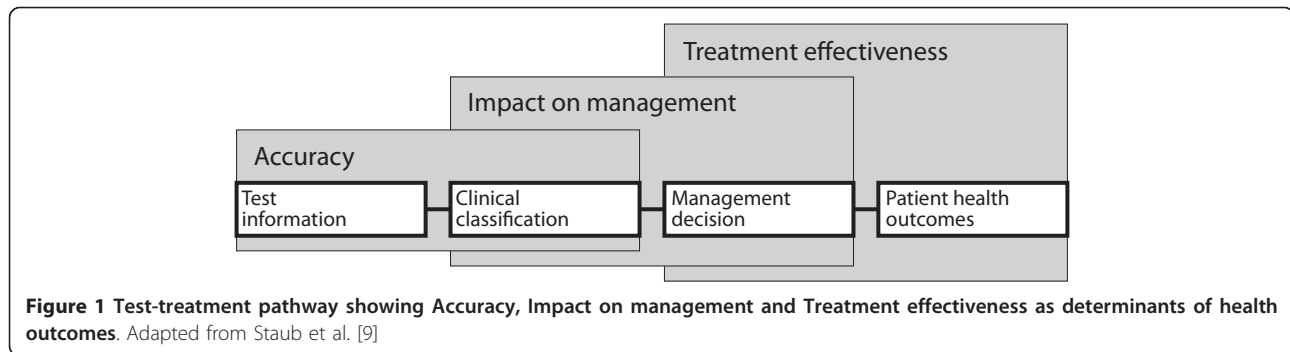 Treatment effectiveness
Impact on management
Accuracy
Test
information
Clinical
classification
Management
decision
Patient health
outcomes
Figure 1 Test-treatment pathway showing Accuracy, Impact on management and Treatment effectiveness as determinants of health
outcomes. Adapted from Staub et al. [9]